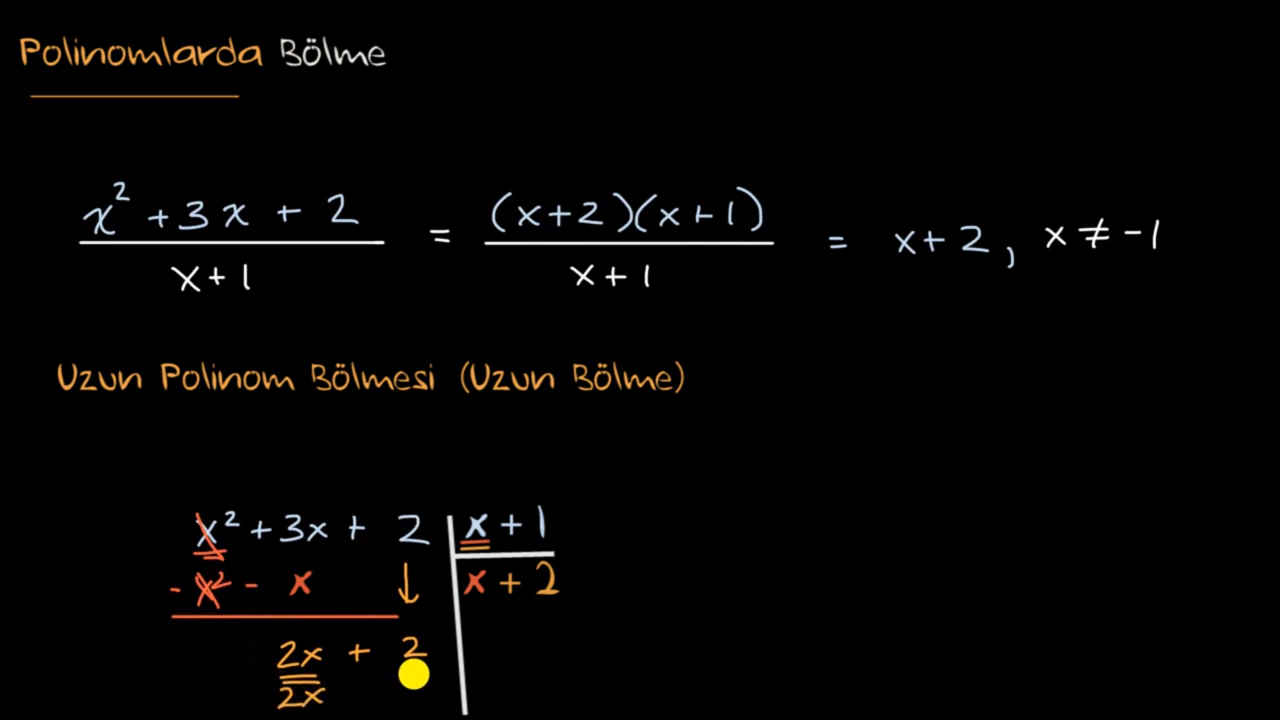 Polinomlarda Bölme
x² + 3x + 2 / x + 1 = (x+2)(x+1) / x + 1 = x + 2, x ≠ -1
Uzun Polinom Bölmesi (Uzun Bölme)
x² + 3x + 2 | x + 1
- x² - x ↓ x + 2
2x + 2
2x